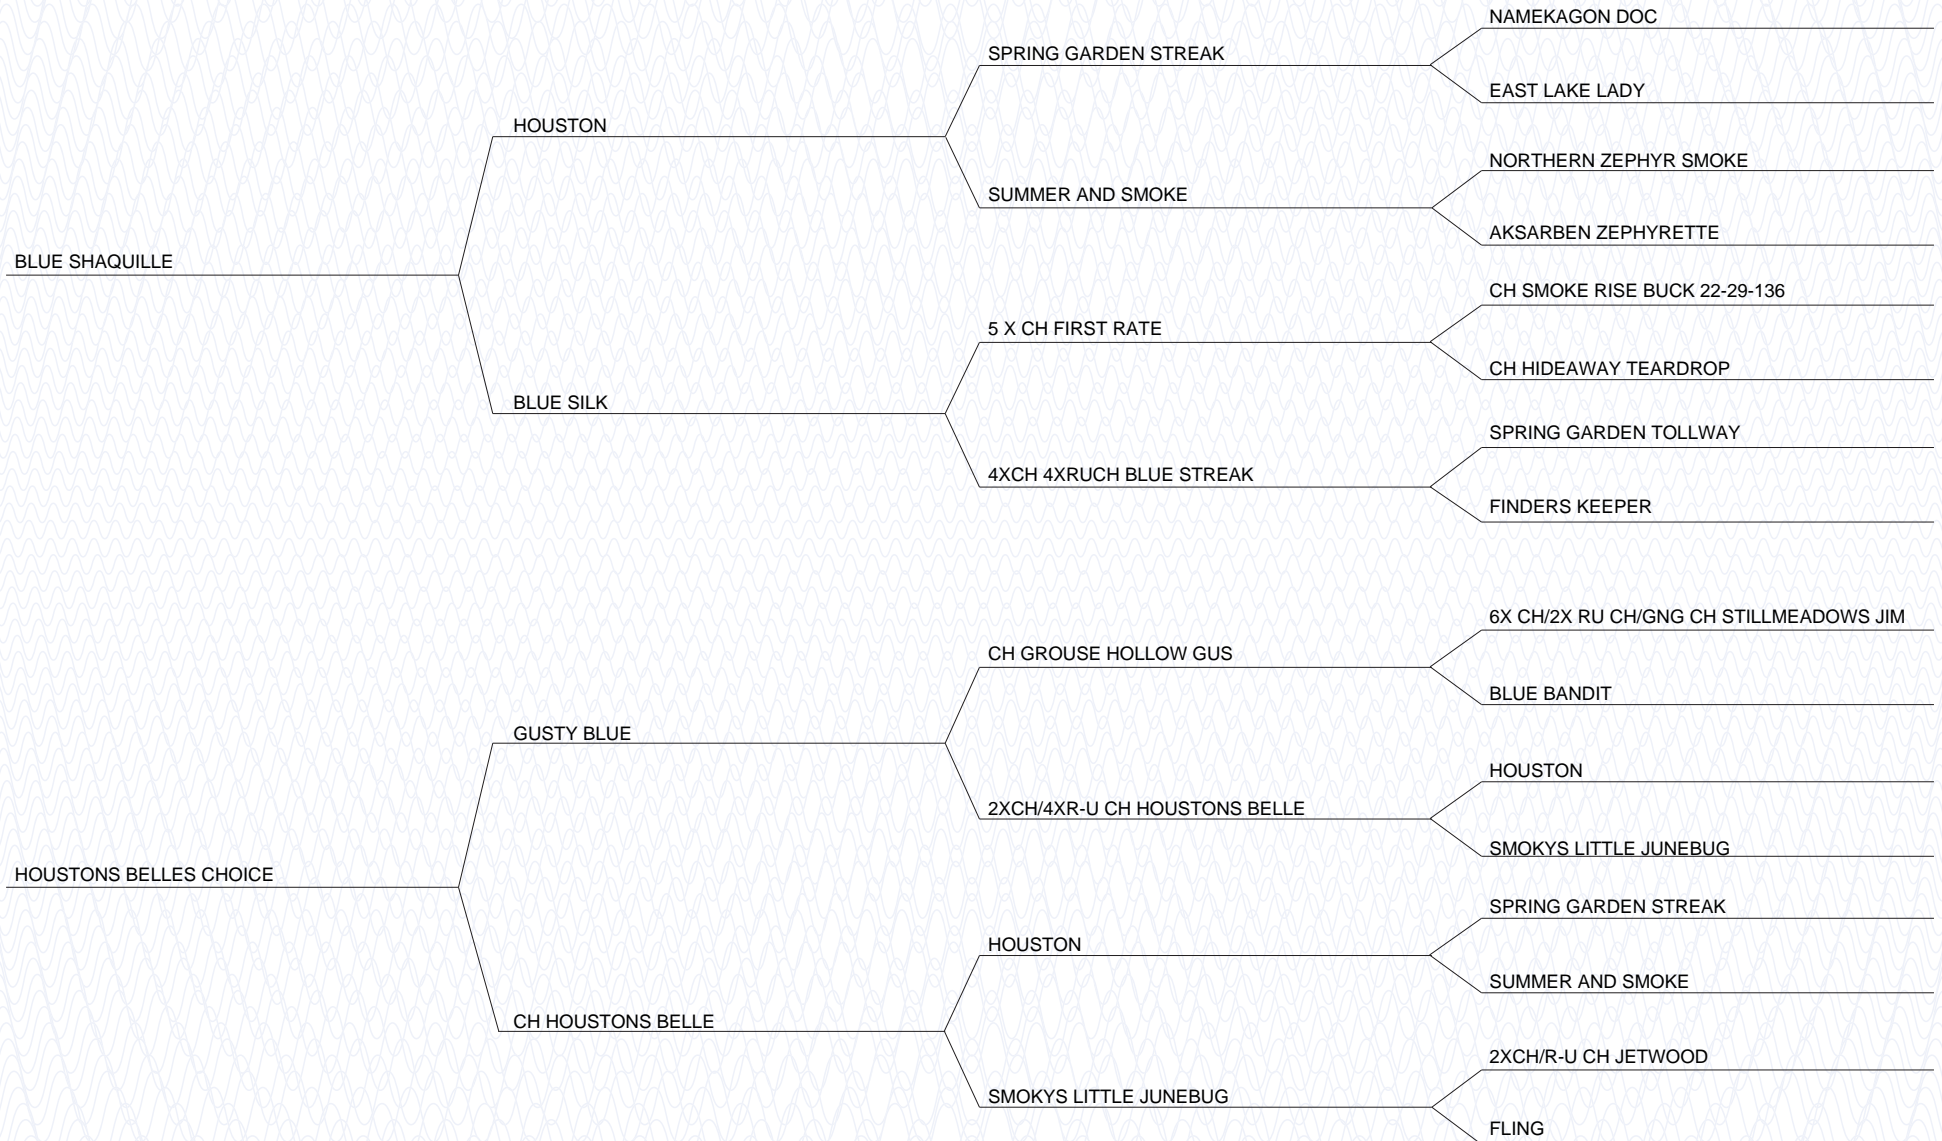 NAMEKAGON DOC
SPRING GARDEN STREAK
EAST LAKE LADY
HOUSTON
NORTHERN ZEPHYR SMOKE
SUMMER AND SMOKE
AKSARBEN ZEPHYRETTE
BLUE SHAQUILLE
CH SMOKE RISE BUCK 22-29-136
5 X CH FIRST RATE
CH HIDEAWAY TEARDROP
BLUE SILK
SPRING GARDEN TOLLWAY
4XCH 4XRUCH BLUE STREAK
FINDERS KEEPER
6X CH/2X RU CH/GNG CH STILLMEADOWS JIM
CH GROUSE HOLLOW GUS
BLUE BANDIT
GUSTY BLUE
HOUSTON
2XCH/4XR-U CH HOUSTONS BELLE
SMOKYS LITTLE JUNEBUG
HOUSTONS BELLES CHOICE
SPRING GARDEN STREAK
HOUSTON
SUMMER AND SMOKE
CH HOUSTONS BELLE
2XCH/R-U CH JETWOOD
SMOKYS LITTLE JUNEBUG
FLING